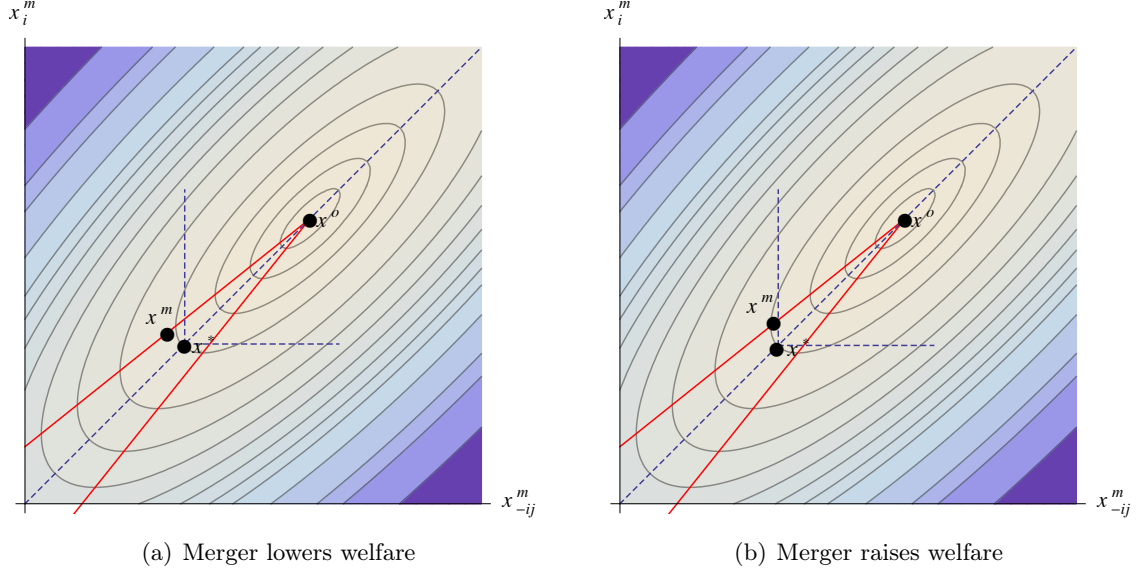 x_i^m
x^o
x^m
x^*
x_{-ij}^m
(a) Merger lowers welfare
x_i^m
x^o
x^m
x^*
x_{-ij}^m
(b) Merger raises welfare